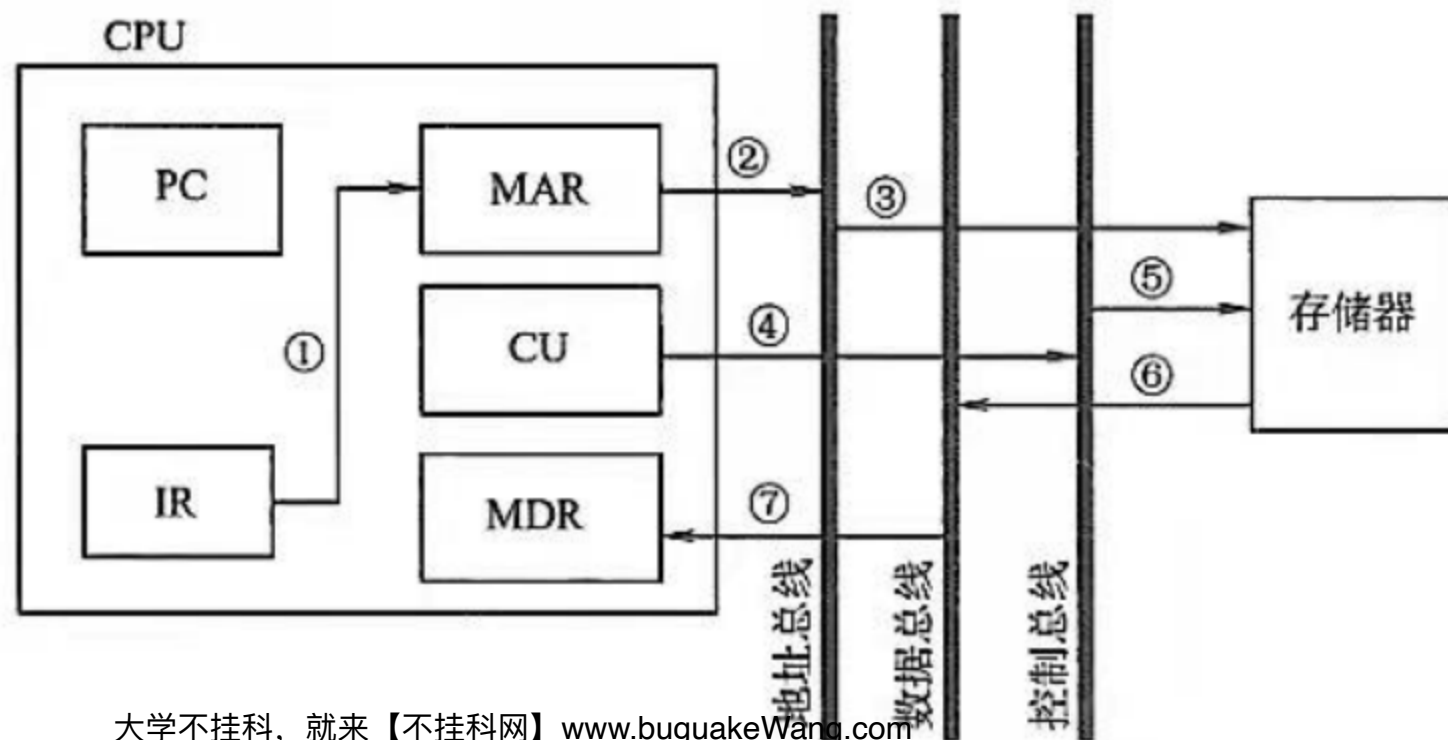 CPU
PC
MAR
②
③
①
CU
④
⑤
存储器
⑥
IR
MDR
⑦
地址总线
数据总线
控制总线
大学不挂科，就来【不挂科网】www.buguakeWang.com